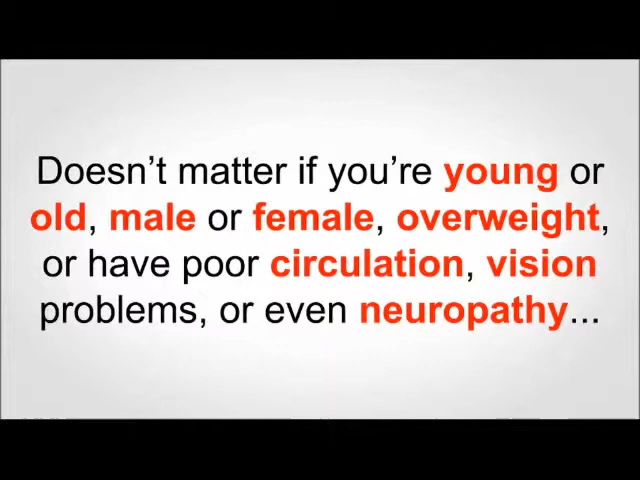 Doesn’t matter if you’re young or
old, male or female, overweight,
or have poor circulation, vision
problems, or even neuropathy...